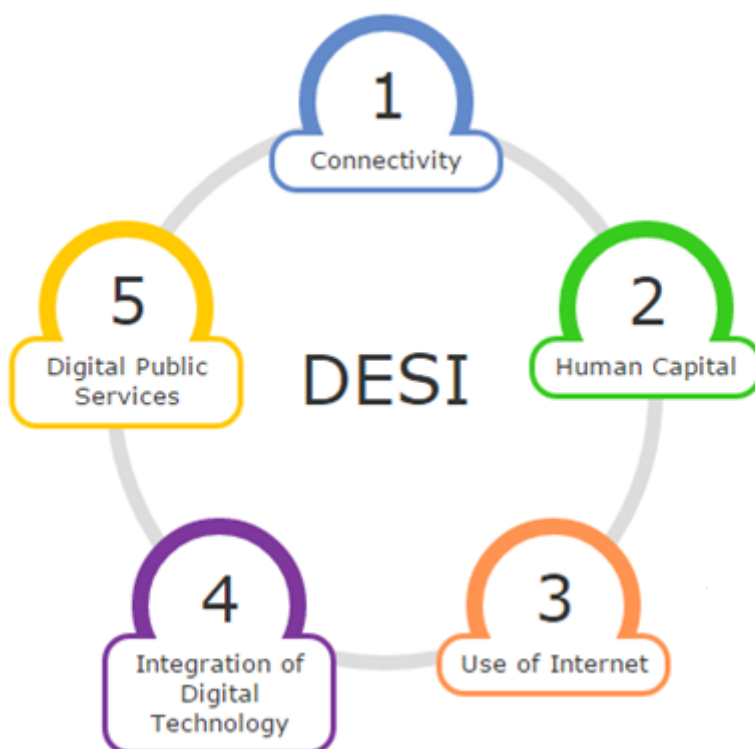 1
Connectivity
2
Human Capital
3
Use of Internet
4
Integration of
Digital
Technology
5
Digital Public
Services
DESI